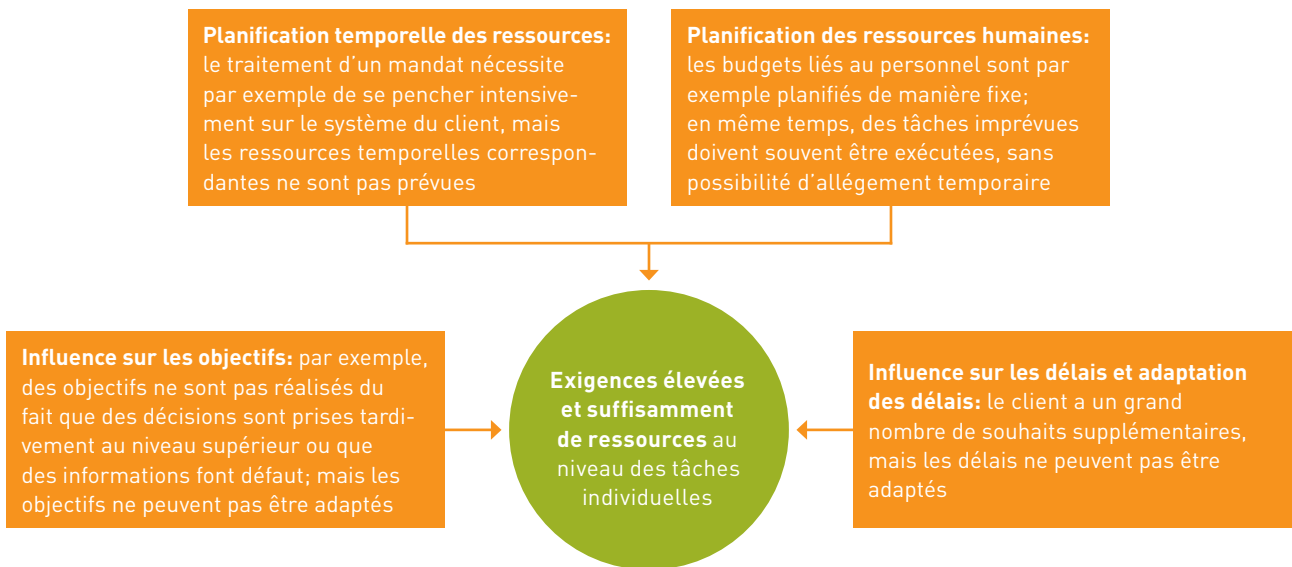 Planification temporelle des ressources:
le traitement d'un mandat nécessite
par exemple de se pencher intensive-
ment sur le système du client, mais
les ressources temporelles correspon-
dantes ne sont pas prévues
Planification des ressources humaines:
les budgets liés au personnel sont par
exemple planifiés de manière fixe;
en même temps, des tâches imprévues
doivent souvent être exécutées, sans
possibilité d'allégement temporaire
Influence sur les objectifs: par exemple,
des objectifs ne sont pas réalisés du
fait que des décisions sont prises tardi-
vement au niveau supérieur ou que
des informations font défaut; mais les
objectifs ne peuvent pas être adaptés
Exigences élevées
et suffisamment
de ressources au
niveau des tâches
individuelles
Influence sur les délais et adaptation
des délais: le client a un grand
nombre de souhaits supplémentaires,
mais les délais ne peuvent pas être
adaptés